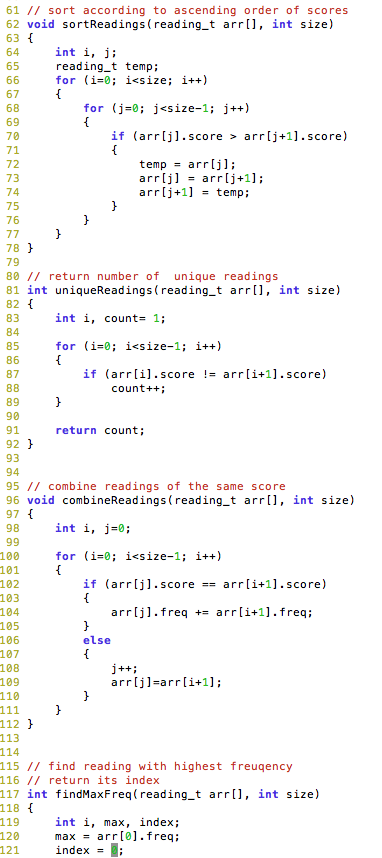 61 // sort according to ascending order of scores
62 void sortReadings(reading_t arr[], int size)
63 {
64     int i, j;
65     reading_t temp;
66     for (i=0; i<size; i++)
67     {
68         for (j=0; j<size-1; j++)
69         {
70             if (arr[j].score > arr[j+1].score)
71             {
72                 temp = arr[j];
73                 arr[j] = arr[j+1];
74                 arr[j+1] = temp;
75             }
76         }
77     }
78 }
79
80 // return number of  unique readings
81 int uniqueReadings(reading_t arr[], int size)
82 {
83     int i, count= 1;
84
85     for (i=0; i<size-1; i++)
86     {
87         if (arr[i].score != arr[i+1].score)
88             count++;
89     }
90
91     return count;
92 }
93
94
95 // combine readings of the same score
96 void combineReadings(reading_t arr[], int size)
97 {
98     int i, j=0;
99
100     for (i=0; i<size-1; i++)
101     {
102         if (arr[j].score == arr[i+1].score)
103         {
104             arr[j].freq += arr[i+1].freq;
105         }
106         else
107         {
108             j++;
109             arr[j]=arr[i+1];
110         }
111     }
112 }
113
114
115 // find reading with highest freuqency
116 // return its index
117 int findMaxFreq(reading_t arr[], int size)
118 {
119     int i, max, index;
120     max = arr[0].freq;
121     index = 0;